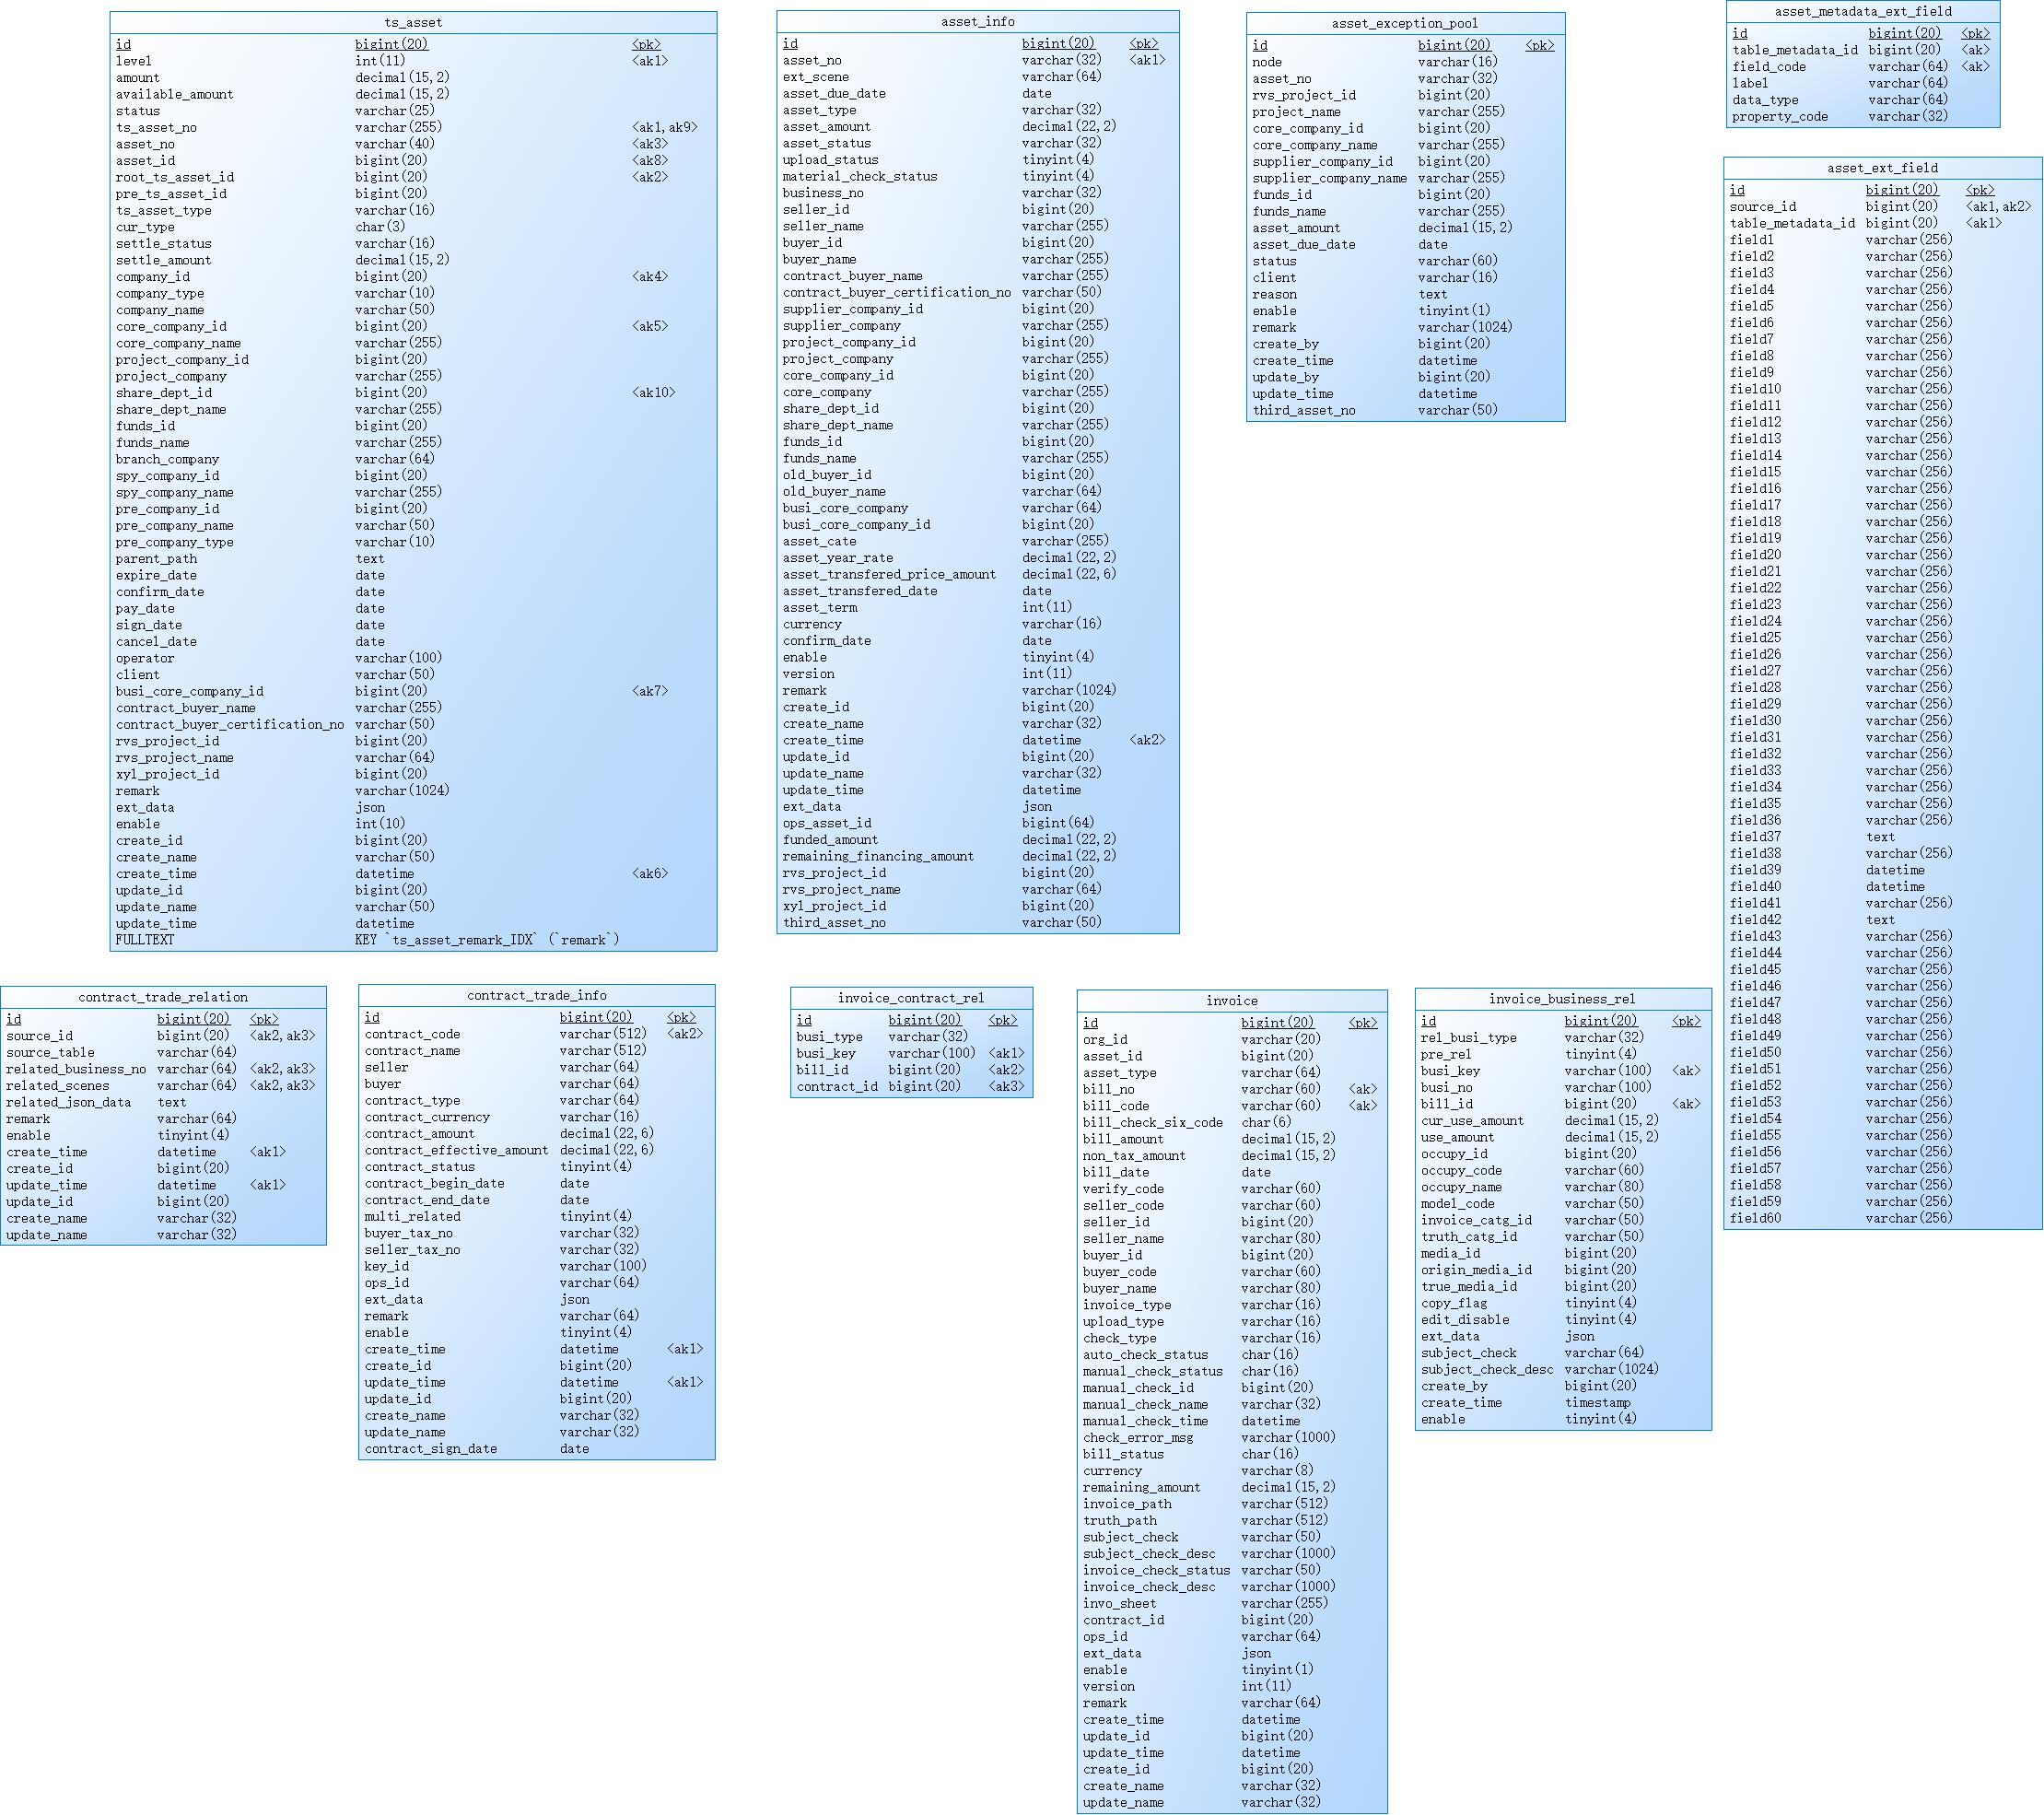 ts_asset
id bigint(20) <pk>
level int(11) <ak1>
amount decimal(15,2)
available_amount decimal(15,2)
status varchar(25)
ts_asset_no varchar(255) <ak1,ak9>
asset_no varchar(40) <ak3>
asset_id bigint(20) <ak8>
root_ts_asset_id bigint(20) <ak2>
pre_ts_asset_id bigint(20)
ts_asset_type varchar(16)
cur_type char(3)
settle_status varchar(16)
settle_amount decimal(15,2)
company_id bigint(20) <ak4>
company_type varchar(10)
company_name varchar(50)
core_company_id bigint(20) <ak5>
core_company_name varchar(255)
project_company_id bigint(20)
project_company varchar(255)
share_dept_id bigint(20) <ak10>
share_dept_name varchar(255)
funds_id bigint(20)
funds_name varchar(255)
branch_company varchar(64)
spy_company_id bigint(20)
spy_company_name varchar(255)
pre_company_id bigint(20)
pre_company_name varchar(50)
pre_company_type varchar(10)
parent_path text
expire_date date
confirm_date date
pay_date date
sign_date date
cancel_date date
operator varchar(100)
client varchar(50)
busi_core_company_id bigint(20) <ak7>
contract_buyer_name varchar(255)
contract_buyer_certification_no varchar(50)
rvs_project_id bigint(20)
rvs_project_name varchar(64)
xyl_project_id bigint(20)
remark varchar(1024)
ext_data json
enable int(10)
create_id bigint(20)
create_name varchar(50)
create_time datetime <ak6>
update_id bigint(20)
update_name varchar(50)
update_time datetime
FULLTEXT KEY `ts_asset_remark_IDX` (`remark`)
asset_info
id bigint(20) <pk>
asset_no varchar(32) <ak1>
ext_scene varchar(64)
asset_due_date date
asset_type varchar(32)
asset_amount decimal(22,2)
asset_status varchar(32)
upload_status tinyint(4)
material_check_status tinyint(4)
business_no varchar(32)
seller_id bigint(20)
seller_name varchar(255)
buyer_id bigint(20)
buyer_name varchar(255)
contract_buyer_name varchar(255)
contract_buyer_certification_no varchar(50)
supplier_company_id bigint(20)
supplier_company varchar(255)
project_company_id bigint(20)
project_company varchar(255)
core_company_id bigint(20)
core_company varchar(255)
share_dept_id bigint(20)
share_dept_name varchar(255)
funds_id bigint(20)
funds_name varchar(255)
old_buyer_id bigint(20)
old_buyer_name varchar(64)
busi_core_company varchar(64)
busi_core_company_id bigint(20)
asset_cate varchar(255)
asset_year_rate decimal(22,2)
asset_transfered_price_amount decimal(22,6)
asset_transfered_date date
asset_term int(11)
currency varchar(16)
confirm_date date
enable tinyint(4)
version int(11)
remark varchar(1024)
create_id bigint(20)
create_name varchar(32)
create_time datetime <ak2>
update_id bigint(20)
update_name varchar(32)
update_time datetime
ext_data json
ops_asset_id bigint(64)
funded_amount decimal(22,2)
remaining_financing_amount decimal(22,2)
rvs_project_id bigint(20)
rvs_project_name varchar(64)
xyl_project_id bigint(20)
third_asset_no varchar(50)
asset_exception_pool
id bigint(20) <pk>
node varchar(16)
asset_no varchar(32)
rvs_project_id bigint(20)
project_name varchar(255)
core_company_id bigint(20)
core_company_name varchar(255)
supplier_company_id bigint(20)
supplier_company_name varchar(255)
funds_id bigint(20)
funds_name varchar(255)
asset_amount decimal(15,2)
asset_due_date date
status varchar(60)
client varchar(16)
reason text
enable tinyint(1)
remark varchar(1024)
create_by bigint(20)
create_time datetime
update_by bigint(20)
update_time datetime
third_asset_no varchar(50)
asset_metadata_ext_field
id bigint(20) <pk>
table_metadata_id bigint(20) <ak>
field_code varchar(64) <ak>
label varchar(64)
data_type varchar(64)
property_code varchar(32)
asset_ext_field
id bigint(20) <pk>
source_id bigint(20) <ak1,ak2>
table_metadata_id bigint(20) <ak1>
field1 varchar(256)
field2 varchar(256)
field3 varchar(256)
field4 varchar(256)
field5 varchar(256)
field6 varchar(256)
field7 varchar(256)
field8 varchar(256)
field9 varchar(256)
field10 varchar(256)
field11 varchar(256)
field12 varchar(256)
field13 varchar(256)
field14 varchar(256)
field15 varchar(256)
field16 varchar(256)
field17 varchar(256)
field18 varchar(256)
field19 varchar(256)
field20 varchar(256)
field21 varchar(256)
field22 varchar(256)
field23 varchar(256)
field24 varchar(256)
field25 varchar(256)
field26 varchar(256)
field27 varchar(256)
field28 varchar(256)
field29 varchar(256)
field30 varchar(256)
field31 varchar(256)
field32 varchar(256)
field33 varchar(256)
field34 varchar(256)
field35 varchar(256)
field36 varchar(256)
field37 text
field38 varchar(256)
field39 datetime
field40 datetime
field41 varchar(256)
field42 text
field43 varchar(256)
field44 varchar(256)
field45 varchar(256)
field46 varchar(256)
field47 varchar(256)
field48 varchar(256)
field49 varchar(256)
field50 varchar(256)
field51 varchar(256)
field52 varchar(256)
field53 varchar(256)
field54 varchar(256)
field55 varchar(256)
field56 varchar(256)
field57 varchar(256)
field58 varchar(256)
field59 varchar(256)
field60 varchar(256)
contract_trade_relation
id bigint(20) <pk>
source_id bigint(20) <ak2,ak3>
source_table varchar(64)
related_business_no varchar(64) <ak2,ak3>
related_scenes varchar(64) <ak2,ak3>
related_json_data text
remark varchar(64)
enable tinyint(4)
create_time datetime <ak1>
create_id bigint(20)
update_time datetime <ak1>
update_id bigint(20)
create_name varchar(32)
update_name varchar(32)
contract_trade_info
id bigint(20) <pk>
contract_code varchar(512) <ak2>
contract_name varchar(512)
seller varchar(64)
buyer varchar(64)
contract_type varchar(64)
contract_currency varchar(16)
contract_amount decimal(22,6)
contract_effective_amount decimal(22,6)
contract_status tinyint(4)
contract_begin_date date
contract_end_date date
multi_related tinyint(4)
buyer_tax_no varchar(32)
seller_tax_no varchar(32)
key_id varchar(100)
ops_id varchar(64)
ext_data json
remark varchar(64)
enable tinyint(4)
create_time datetime <ak1>
create_id bigint(20)
update_time datetime <ak1>
update_id bigint(20)
create_name varchar(32)
update_name varchar(32)
contract_sign_date date
invoice_contract_rel
id bigint(20) <pk>
busi_type varchar(32)
busi_key varchar(100) <ak1>
bill_id bigint(20) <ak2>
contract_id bigint(20) <ak3>
invoice
id bigint(20) <pk>
org_id varchar(20)
asset_id bigint(20)
asset_type varchar(64)
bill_no varchar(60) <ak>
bill_code varchar(60) <ak>
bill_check_six_code char(6)
bill_amount decimal(15,2)
non_tax_amount decimal(15,2)
bill_date date
verify_code varchar(60)
seller_code varchar(60)
seller_id bigint(20)
seller_name varchar(80)
buyer_id bigint(20)
buyer_code varchar(60)
buyer_name varchar(80)
invoice_type varchar(16)
upload_type varchar(16)
check_type varchar(16)
auto_check_status char(16)
manual_check_status char(16)
manual_check_id bigint(20)
manual_check_name varchar(32)
manual_check_time datetime
check_error_msg varchar(1000)
bill_status char(16)
currency varchar(8)
remaining_amount decimal(15,2)
invoice_path varchar(512)
truth_path varchar(512)
subject_check varchar(50)
subject_check_desc varchar(1000)
invoice_check_status varchar(50)
invoice_check_desc varchar(1000)
invo_sheet varchar(255)
contract_id bigint(20)
ops_id varchar(64)
ext_data json
enable tinyint(1)
version int(11)
remark varchar(64)
create_time datetime
update_id bigint(20)
update_time datetime
create_id bigint(20)
create_name varchar(32)
update_name varchar(32)
invoice_business_rel
id bigint(20) <pk>
rel_busi_type varchar(32)
pre_rel tinyint(4)
busi_key varchar(100) <ak>
busi_no varchar(100)
bill_id bigint(20) <ak>
cur_use_amount decimal(15,2)
use_amount decimal(15,2)
occupy_id bigint(20)
occupy_code varchar(60)
occupy_name varchar(80)
model_code varchar(50)
invoice_catg_id varchar(50)
truth_catg_id varchar(50)
media_id bigint(20)
origin_media_id bigint(20)
true_media_id bigint(20)
copy_flag tinyint(4)
edit_disable tinyint(4)
ext_data json
subject_check varchar(64)
subject_check_desc varchar(1024)
create_by bigint(20)
create_time timestamp
enable tinyint(4)